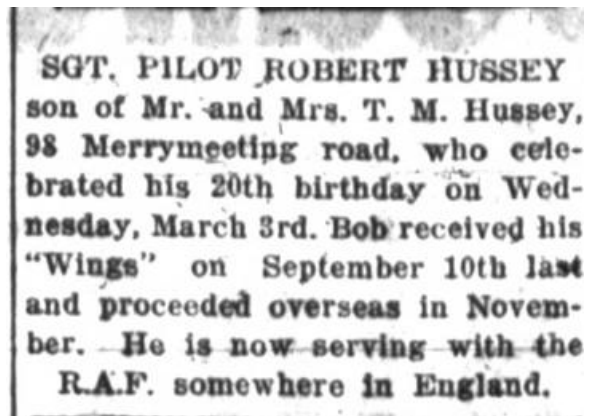 SGT. PILOT ROBERT HUSSEY
son of Mr. and Mrs. T. M. Hussey,
98 Merrymeeting road, who cele-
brated his 20th birthday on Wed-
nesday, March 3rd. Bob received his
"Wings" on September 10th last
and proceeded overseas in Novem-
ber. He is now serving with the
R.A.F. somewhere in England.